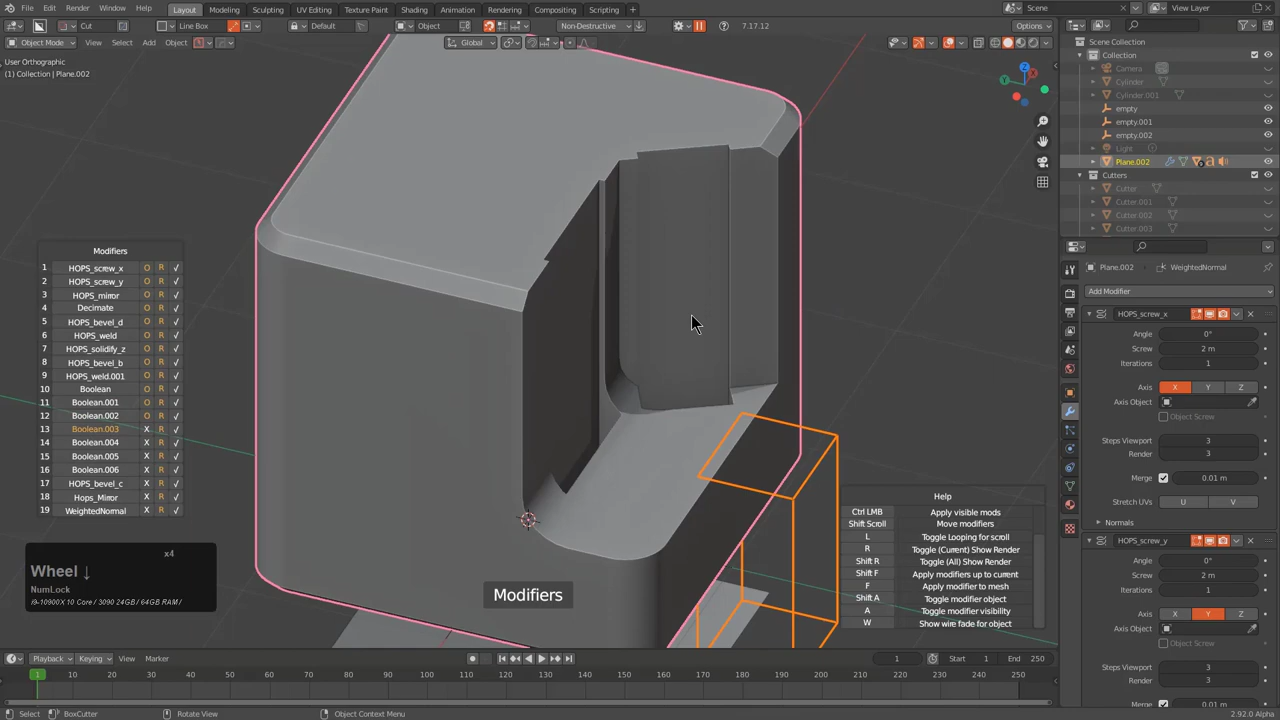 File Edit Render Window Help Layout Modeling Sculpting UV Editing Texture Paint Shading Animation Rendering Compositing Scripting + Scene View Layer
Cut Line Box Default Object Non-Destructive 7.17.12
Object Mode View Select Add Object Global Options
User Orthographic
(1) Collection | Plane.002
Scene Collection
Collection
Camera
Cylinder
Cylinder.001
empty
empty.001
empty.002
Light
Plane.002
Cutters
Cutter
Cutter.001
Cutter.002
Cutter.003
Plane.002 WeightedNormal
Add Modifier
HOPS_screw_x
Angle 0°
Screw 2 m
Iterations 1
Axis X Y Z
Axis Object
Object Screw
Steps Viewport 3
Render 3
Merge 0.01 m
Stretch UVs U V
Normals
HOPS_screw_y
Angle 0°
Screw 2 m
Iterations 1
Axis X Y Z
Axis Object
Object Screw
Steps Viewport 3
Render 3
Merge 0.01 m
Modifiers
1 HOPS_screw_x O R ✓
2 HOPS_screw_y O R ✓
3 HOPS_mirror O R ✓
4 Decimate O R ✓
5 HOPS_bevel_d O R ✓
6 HOPS_weld O R ✓
7 HOPS_solidify_z O R ✓
8 HOPS_bevel_b O R ✓
9 HOPS_weld.001 O R ✓
10 Boolean O R ✓
11 Boolean.001 O R ✓
12 Boolean.002 O R ✓
13 Boolean.003 X R ✓
14 Boolean.004 X R ✓
15 Boolean.005 X R ✓
16 Boolean.006 X R ✓
17 HOPS_bevel_c X R ✓
18 Hops_Mirror X R ✓
19 WeightedNormal X R ✓
x4
Wheel ↓
NumLock
i9-10900X 10 Core / 3090 24GB / 64GB RAM /
Modifiers
Help
Ctrl LMB Apply visible mods
Shift Scroll Move modifiers
L Toggle Looping for scroll
R Toggle (Current) Show Render
Shift R Toggle (All) Show Render
Shift F Apply modifiers up to current
F Apply modifier to mesh
Shift A Toggle modifier object
A Toggle modifier visibility
W Show wire fade for object
Playback Keying View Marker 1 Start 1 End 250
1 10 20 30 40 50 60 70 80 90 100 110 120 130 140 150 160 170 180 190 200 210 220 230 240 250
Select BoxCutter Rotate View Object Context Menu 2.92.0 Alpha